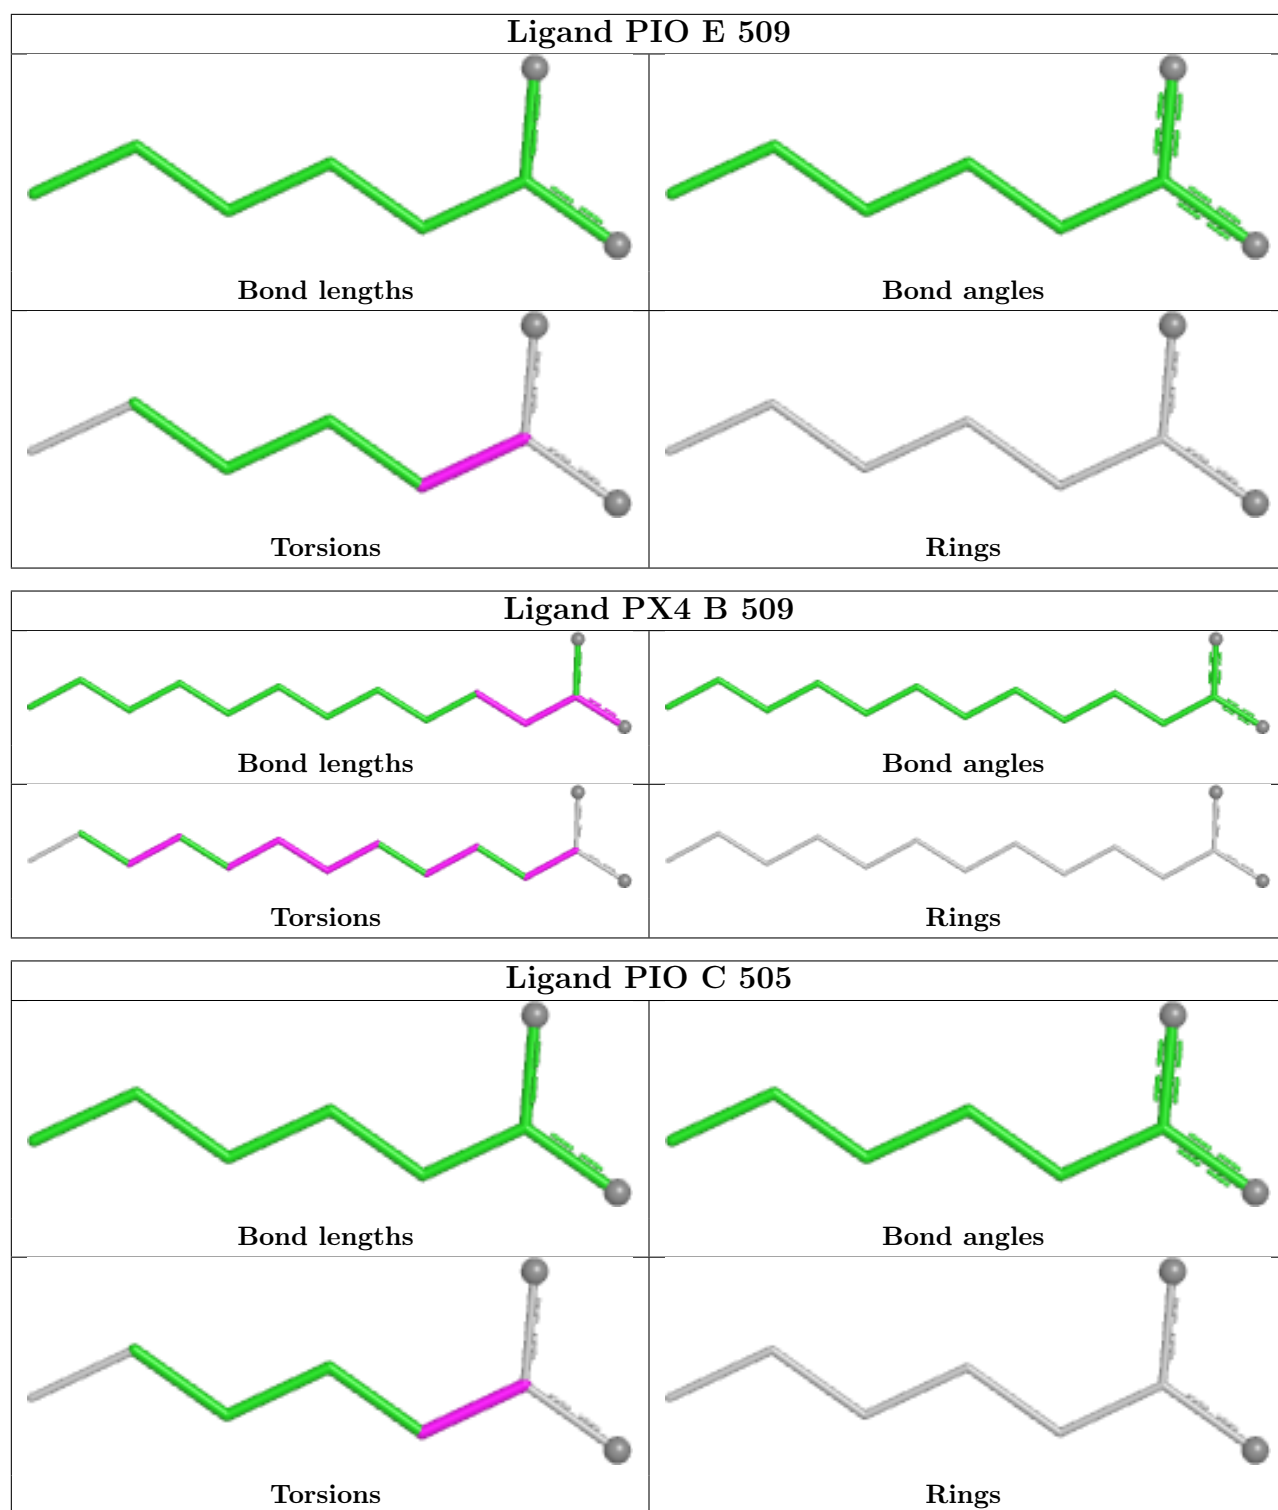 Ligand PIO E 509
Bond lengths
Bond angles
Torsions
Rings
Ligand PX4 B 509
Bond lengths
Bond angles
Torsions
Rings
Ligand PIO C 505
Bond lengths
Bond angles
Torsions
Rings